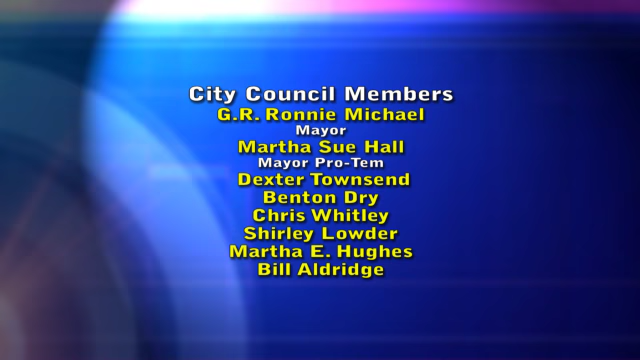 City Council Members
G.R. Ronnie Michael
Mayor
Martha Sue Hall
Mayor Pro-Tem
Dexter Townsend
Benton Dry
Chris Whitley
Shirley Lowder
Martha E. Hughes
Bill Aldridge